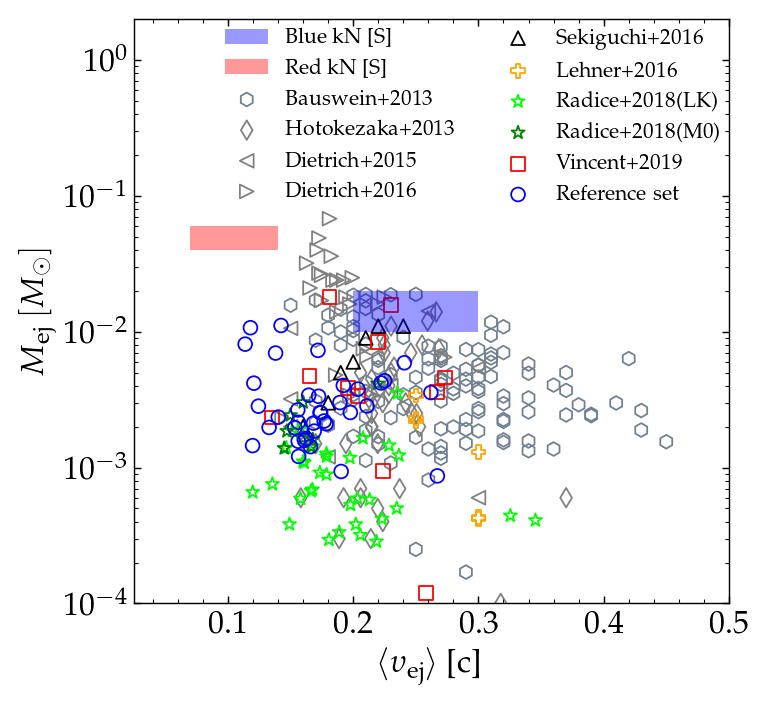 Blue kN [S]
Red kN [S]
Bauswein+2013
Hotokezaka+2013
Dietrich+2015
Dietrich+2016
Sekiguchi+2016
Lehner+2016
Radice+2018(LK)
Radice+2018(M0)
Vincent+2019
Reference set
M_ej [M_⊙]
10⁰
10⁻¹
10⁻²
10⁻³
10⁻⁴
0.1 0.2 0.3 0.4 0.5
⟨v_ej⟩ [c]